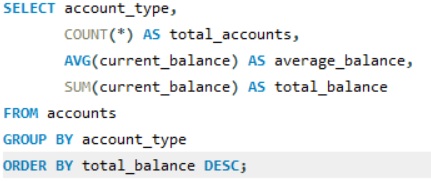 SELECT account_type,
       COUNT(*) AS total_accounts,
       AVG(current_balance) AS average_balance,
       SUM(current_balance) AS total_balance
FROM accounts
GROUP BY account_type
ORDER BY total_balance DESC;